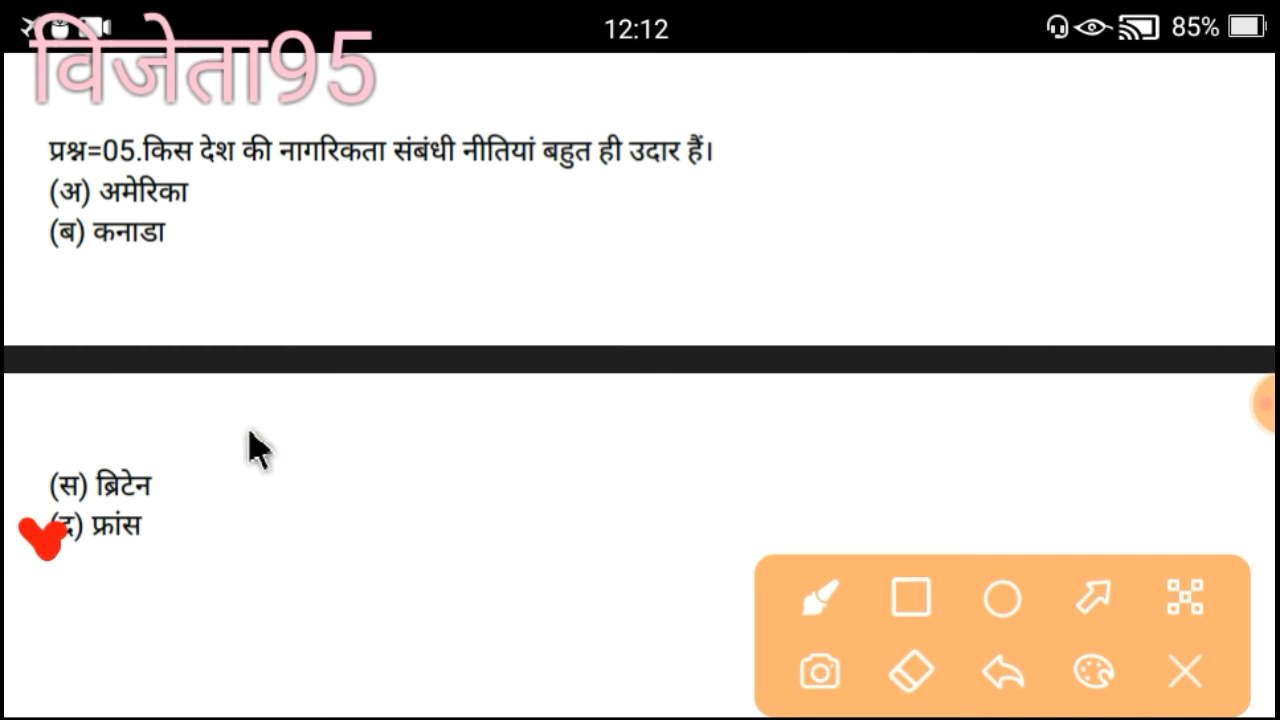 12:12
85%
विजेता95
प्रश्न=05.किस देश की नागरिकता संबंधी नीतियां बहुत ही उदार हैं।
(अ) अमेरिका
(ब) कनाडा
(स) ब्रिटेन
(द) फ्रांस